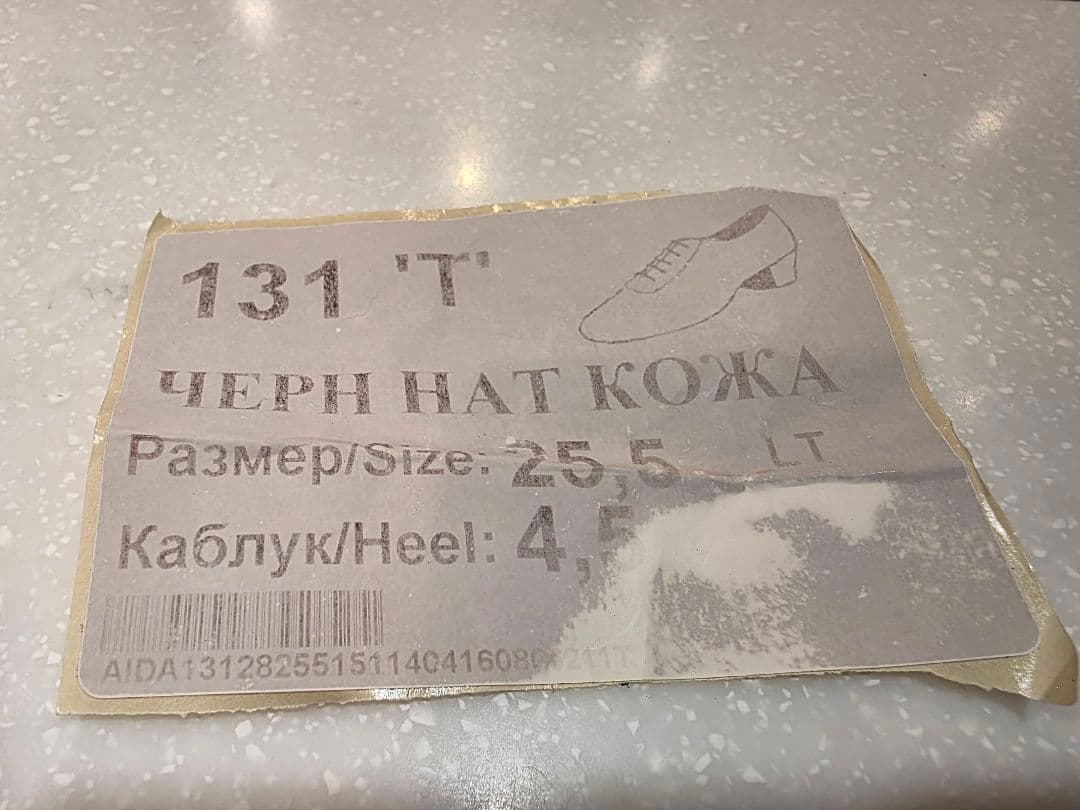 131 'T'
ЧЕРН НАТ КОЖА
Размер/Size: 25,5 LT
Каблук/Heel: 4,5